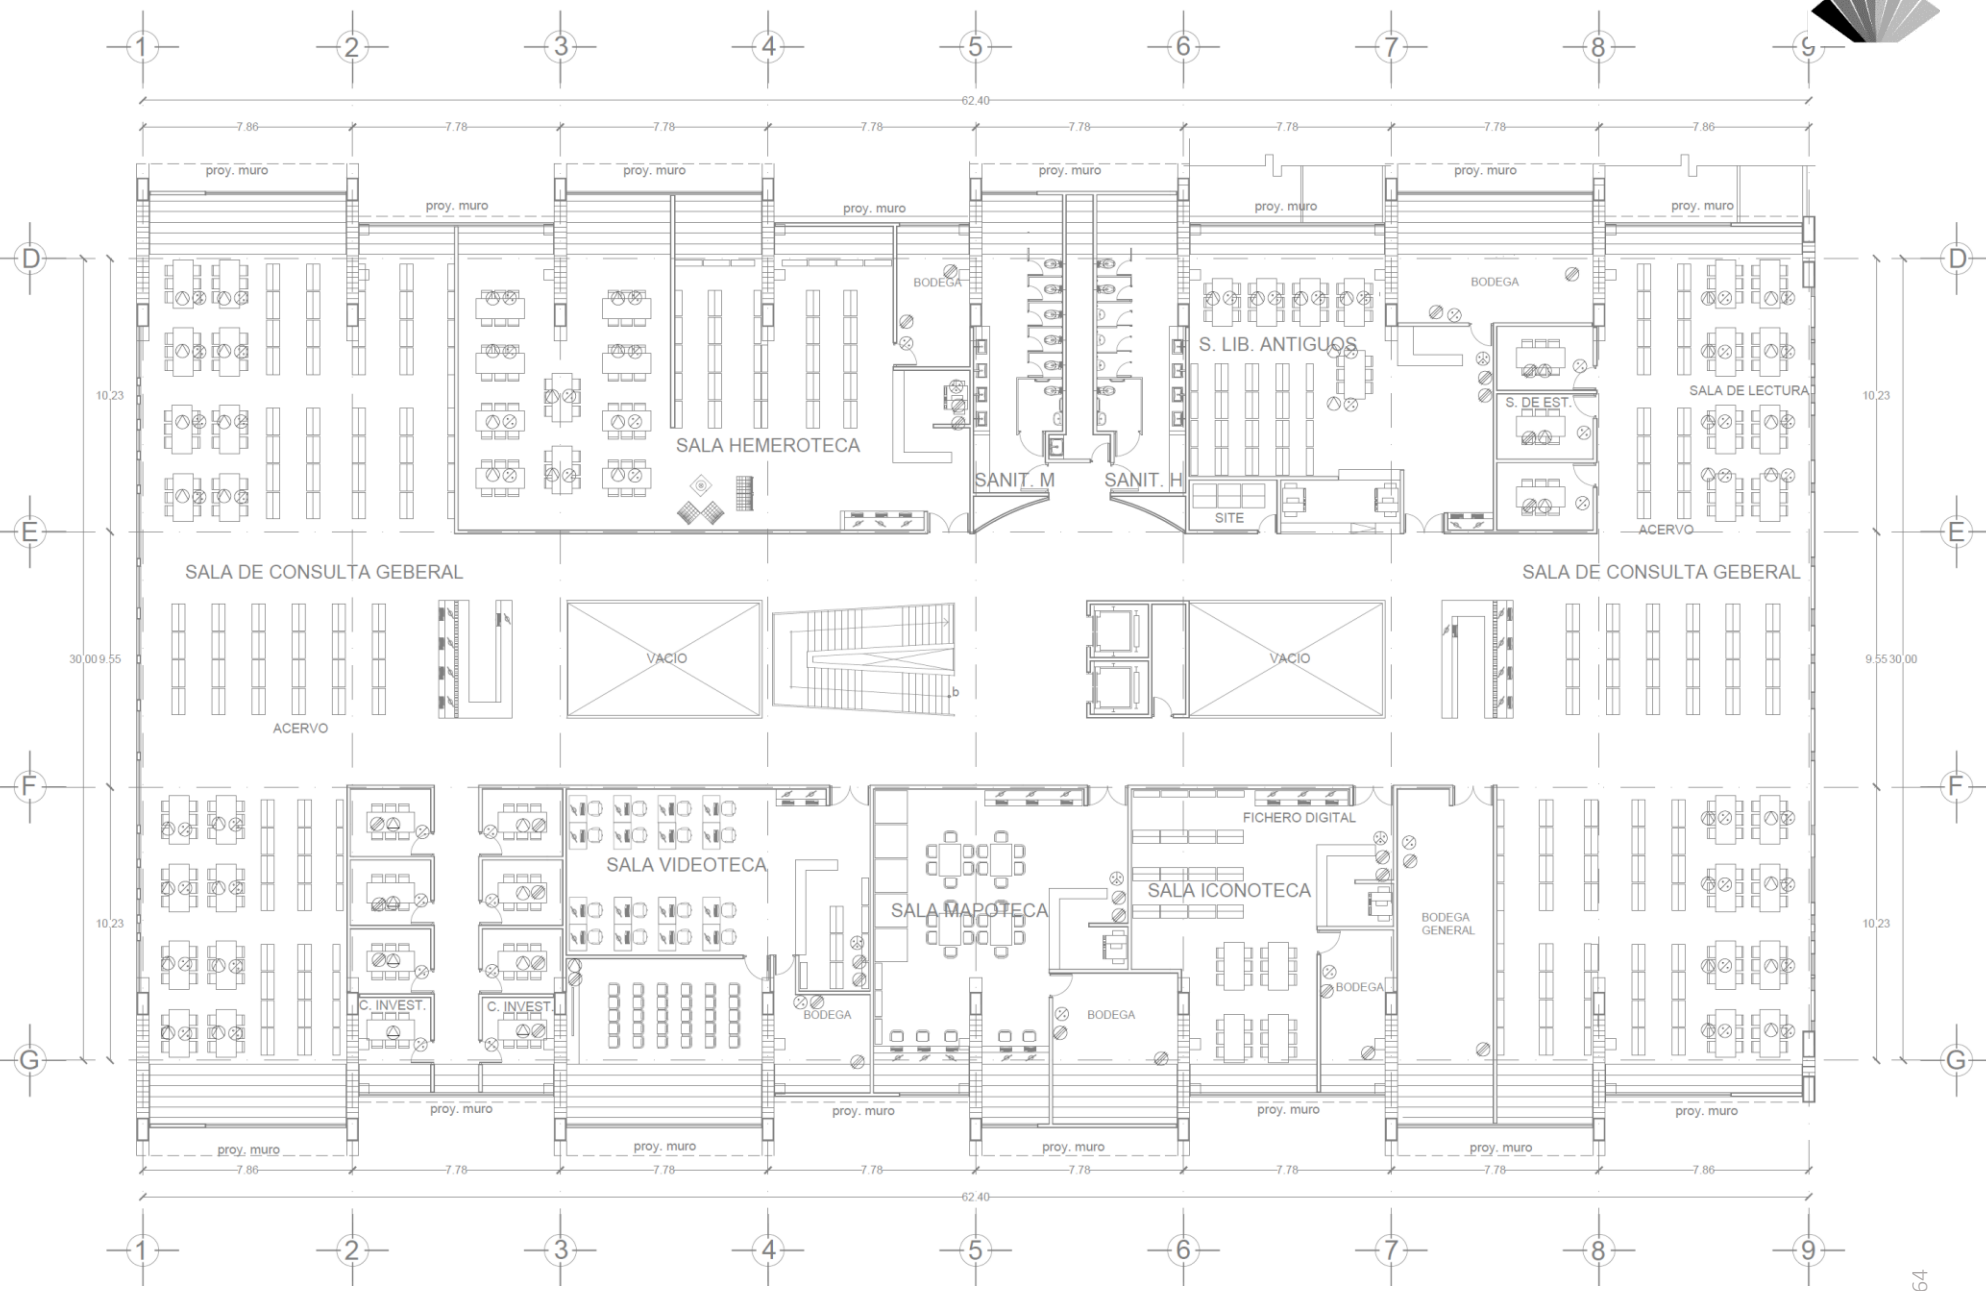 1 2 3 4 5 6 7 8 9
62.40
7.86 7.78 7.78 7.78 7.78 7.78 7.78 7.86
proy. muro proy. muro proy. muro proy. muro
proy. muro proy. muro proy. muro proy. muro
D D
BODEGA BODEGA
S. LIB. ANTIGUOS
10.23 SALA DE LECTURA 10.23
S. DE EST.
SALA HEMEROTECA
SANIT. M SANIT. H
SITE
E ACERVO E
SALA DE CONSULTA GEBERAL SALA DE CONSULTA GEBERAL
30.00 9.55 VACIO VACIO 9.55 30.00
b
ACERVO
F F
FICHERO DIGITAL
SALA VIDEOTECA
SALA ICONOTECA
SALA MAPOTECA
10.23 BODEGA 10.23
GENERAL
BODEGA
C. INVEST. C. INVEST.
BODEGA BODEGA
G G
proy. muro proy. muro proy. muro proy. muro
proy. muro proy. muro proy. muro proy. muro
7.86 7.78 7.78 7.78 7.78 7.78 7.78 7.86
62.40
1 2 3 4 5 6 7 8 9
64